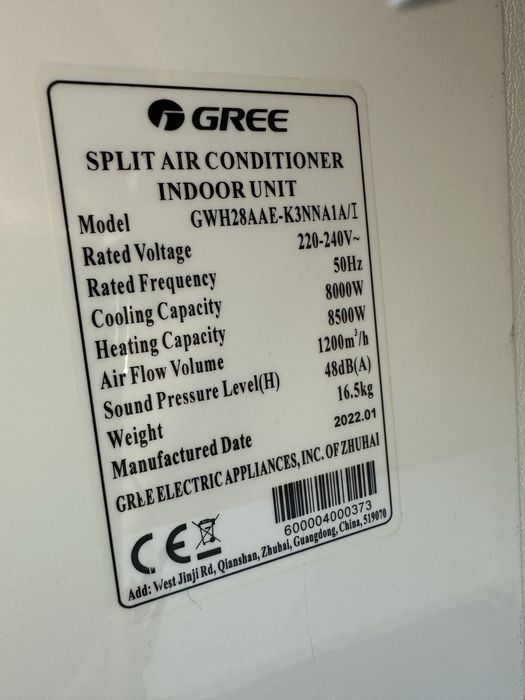 GREE
SPLIT AIR CONDITIONER
INDOOR UNIT
Model GWH28AAE-K3NNA1A/I
Rated Voltage 220-240V~
Rated Frequency 50Hz
Cooling Capacity 8000W
Heating Capacity 8500W
Air Flow Volume 1200m³/h
Sound Pressure Level(H) 48dB(A)
Weight 16.5kg
Manufactured Date 2022.01
GREE ELECTRIC APPLIANCES, INC. OF ZHUHAI
600004000373
CE
Add: West Jinji Rd, Qianshan, Zhuhai, Guangdong, China, 519070